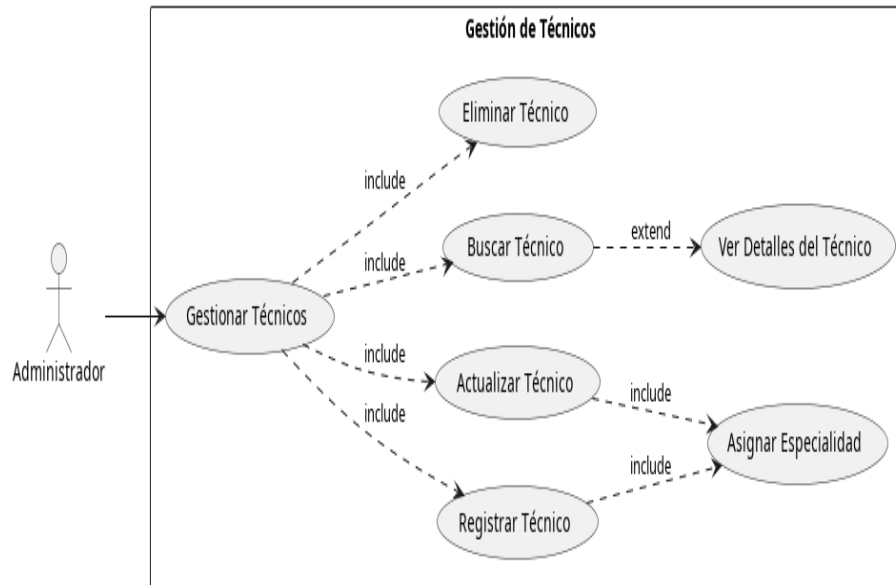 Gestión de Técnicos
Eliminar Técnico
include
Buscar Técnico
extend
Ver Detalles del Técnico
include
Gestionar Técnicos
Administrador
include
Actualizar Técnico
include
Asignar Especialidad
include
include
Registrar Técnico